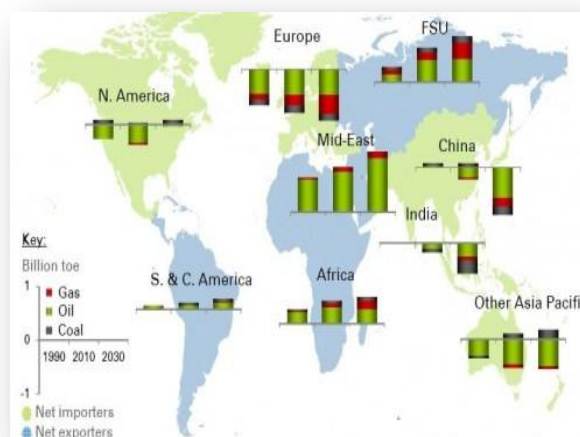 Europe
FSU
N. America
China
Mid-East
India
Key:
Billion toe
S. & C. America
Africa
1
Gas
Oil
Coal
Other Asia Pacific
0
1990 2010 2030
-1
Net importers
Net exporters